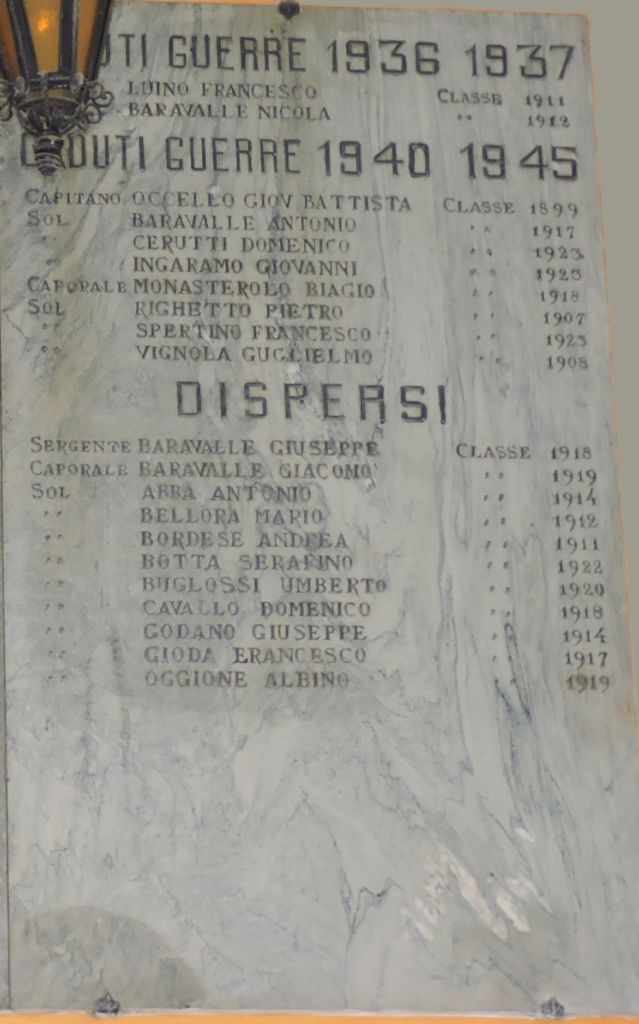 DUTI GUERRE 1936 1937
LUINO FRANCESCO CLASSE 1911
BARAVALLE NICOLA " 1912
CADUTI GUERRE 1940 1945
CAPITANO OCCELLO GIOV BATTISTA CLASSE 1899
SOL BARAVALLE ANTONIO " 1917
" CERUTTI DOMENICO " 1923
" INGARAMO GIOVANNI "
CAPORALE MONASTEROLO BIAGIO " 1918
SOL RIGHETTO PIETRO " 1907
" SPERTINO FRANCESCO " 1923
" VIGNOLA GUGLIELMO " 1908
DISPERSI
SERGENTE BARAVALLE GIUSEPPE CLASSE 1918
CAPORALE BARAVALLE GIACOMO " 1919
SOL ABBA ANTONIO " 1914
" BELLORA MARIO " 1912
" BORDESE ANDREA " 1911
" BOTTA SERAFINO " 1922
" BUGLOSSI UMBERTO " 1920
" CAVALLO DOMENICO " 1918
" GODANO GIUSEPPE " 1914
" GIODA FRANCESCO " 1917
" OGGIONE ALBINO " 1919